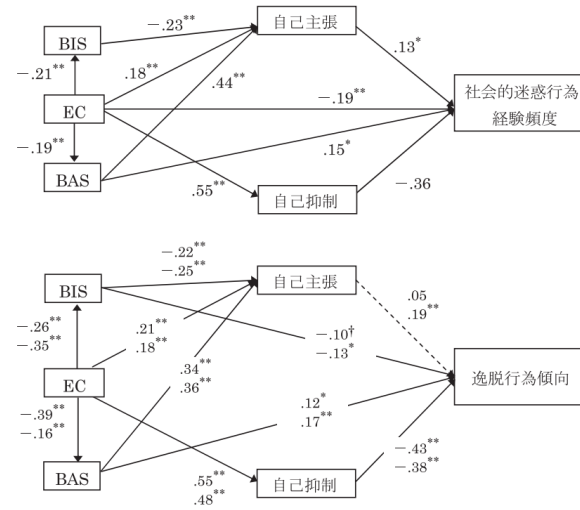 -.23**
自己主張
BIS
.13*
-.21**
.18**
.44**
社会的迷惑行為
経験頻度
EC
-.19**
-.19**
.15*
BAS
.55**
自己抑制
-.36
-.22**
-.25**
自己主張
BIS
.05
.19**
-.26**
-.35**
.21**
.18**
-.10†
-.13*
EC
.34**
.36**
逸脱行為傾向
-.39**
-.16**
.12*
.17**
BAS
.55**
.48**
自己抑制
-.43**
-.38**